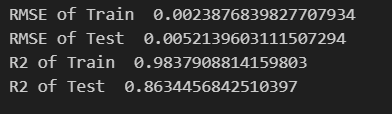 RMSE of Train  0.0023876839827707934
RMSE of Test  0.0052139603111507294
R2 of Train  0.9837908814159803
R2 of Test  0.8634456842510397